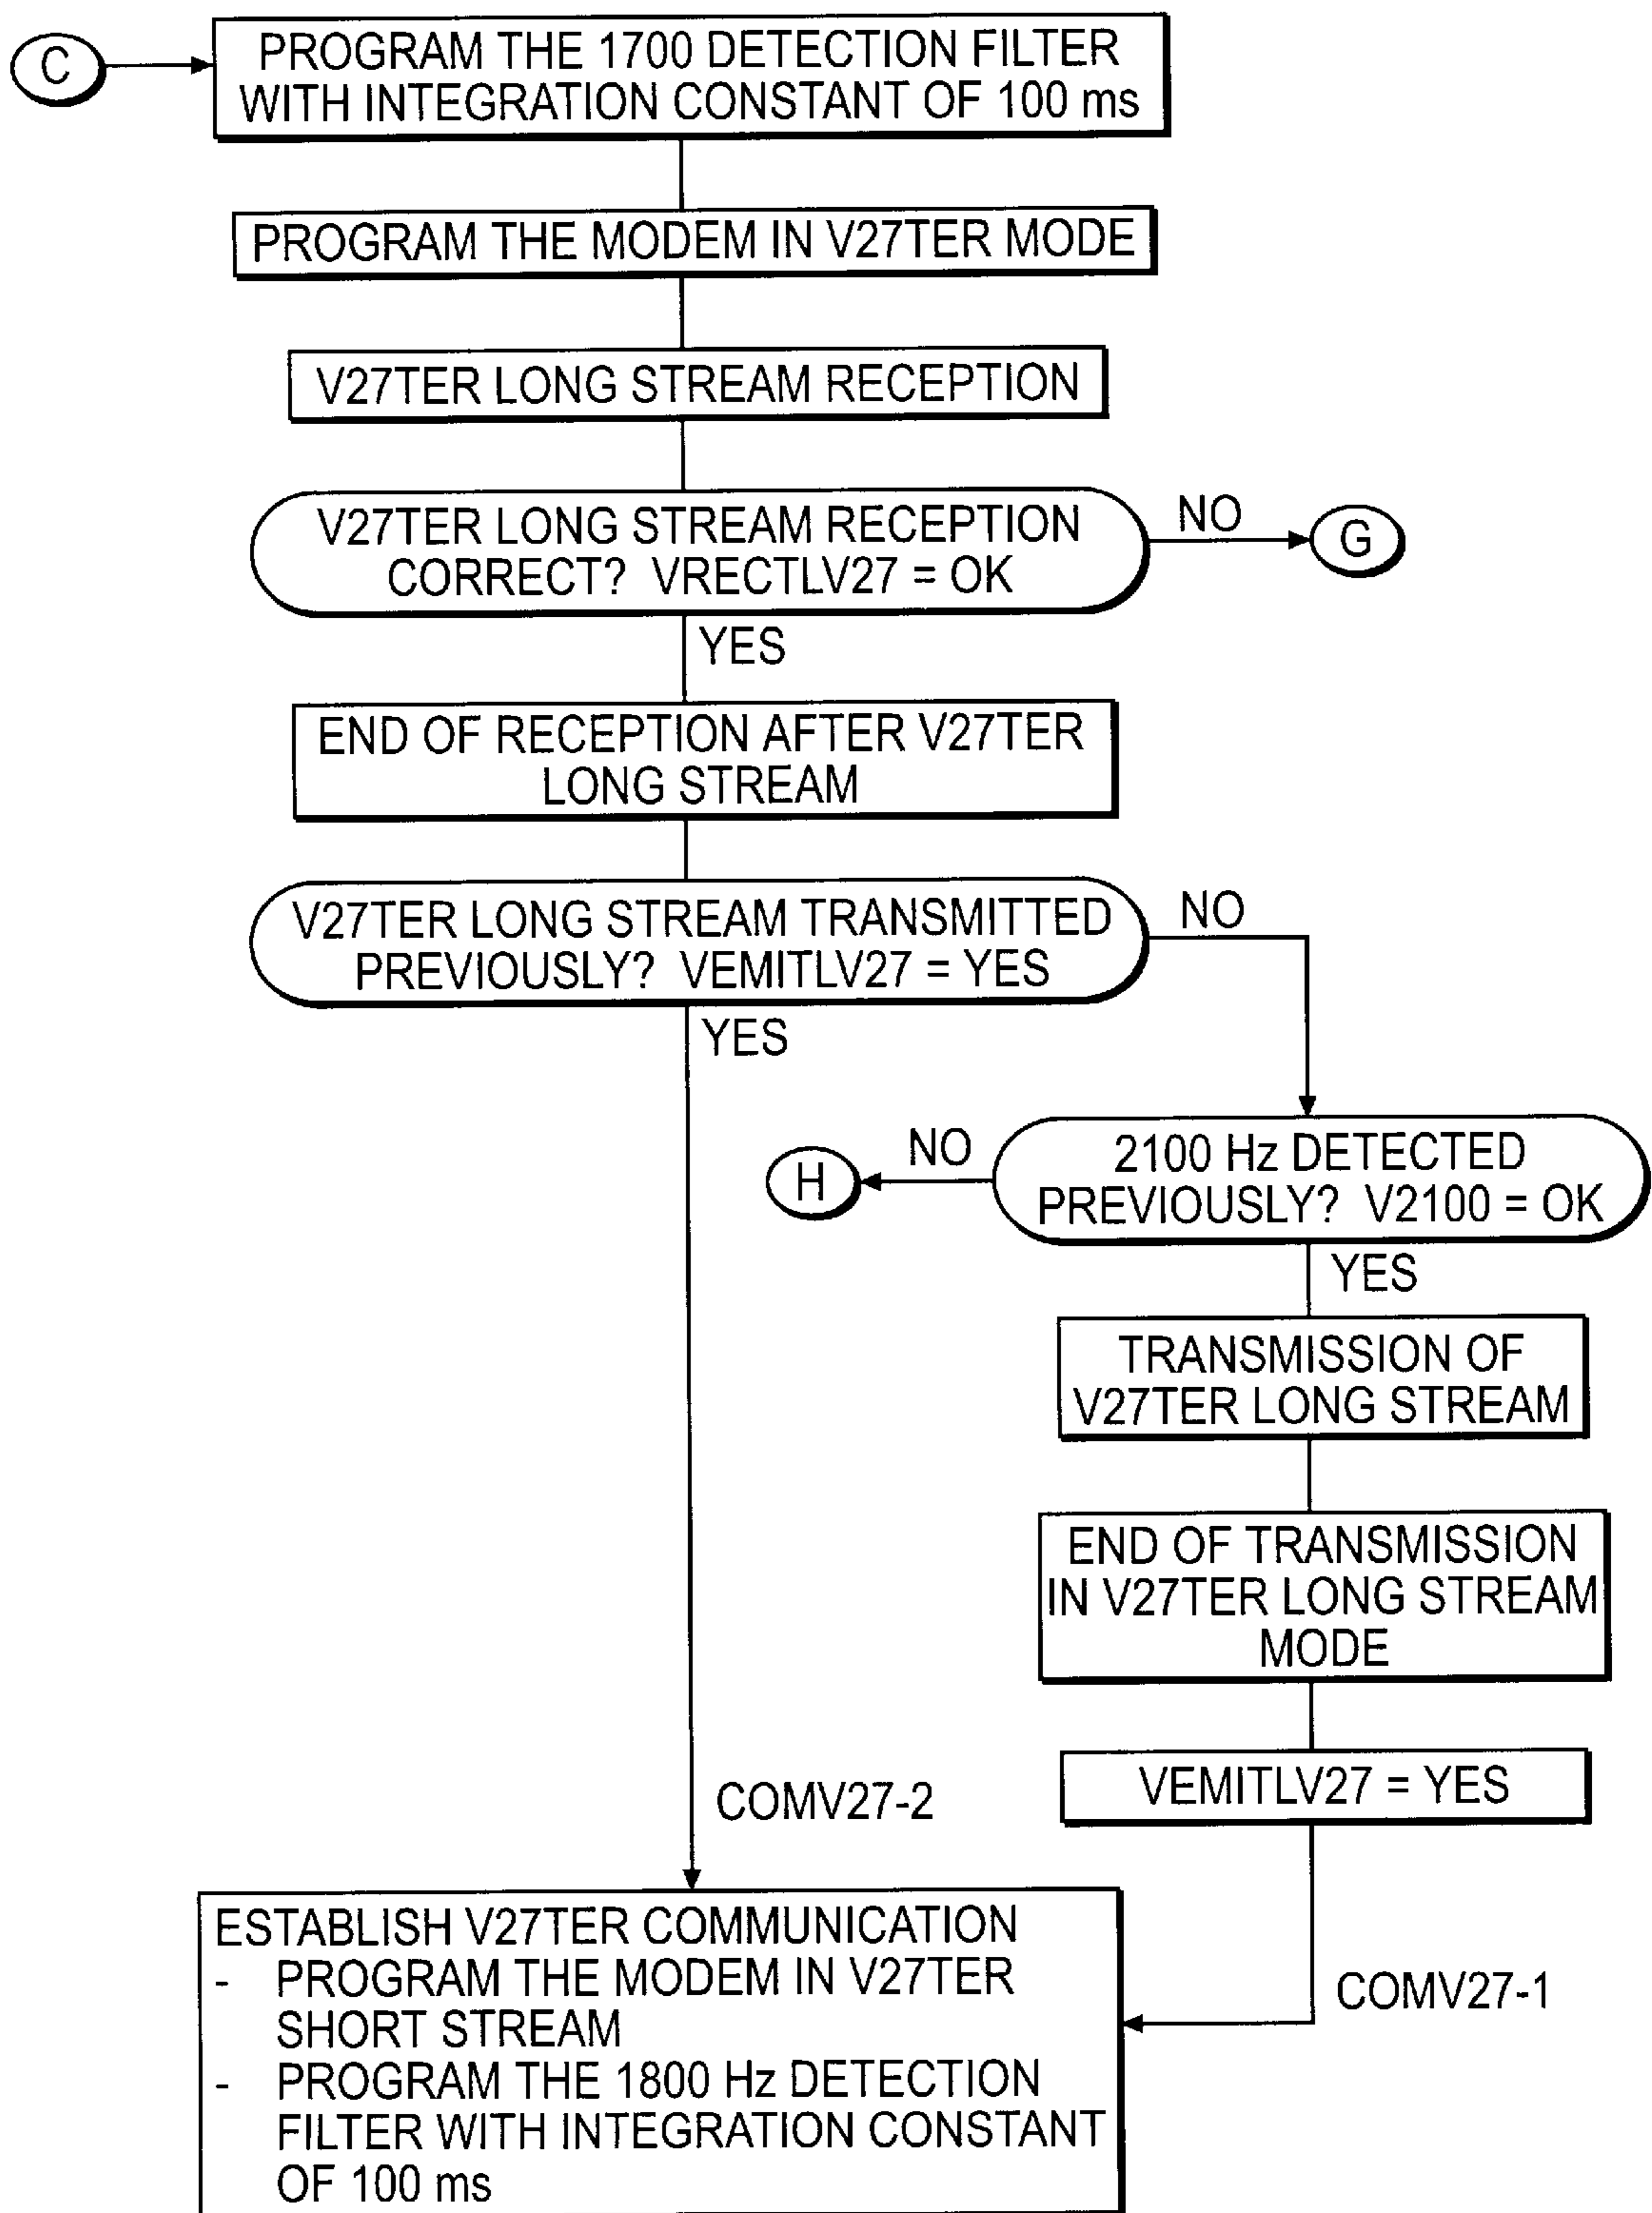 C
PROGRAM THE 1700 DETECTION FILTER
WITH INTEGRATION CONSTANT OF 100 ms
PROGRAM THE MODEM IN V27TER MODE
V27TER LONG STREAM RECEPTION
V27TER LONG STREAM RECEPTION
CORRECT? VRECTLV27 = OK
NO
G
YES
END OF RECEPTION AFTER V27TER
LONG STREAM
V27TER LONG STREAM TRANSMITTED
PREVIOUSLY? VEMITLV27 = YES
NO
YES
2100 Hz DETECTED
PREVIOUSLY? V2100 = OK
NO
H
YES
TRANSMISSION OF
V27TER LONG STREAM
END OF TRANSMISSION
IN V27TER LONG STREAM
MODE
VEMITLV27 = YES
COMV27-2
COMV27-1
ESTABLISH V27TER COMMUNICATION
- PROGRAM THE MODEM IN V27TER
SHORT STREAM
- PROGRAM THE 1800 Hz DETECTION
FILTER WITH INTEGRATION CONSTANT
OF 100 ms